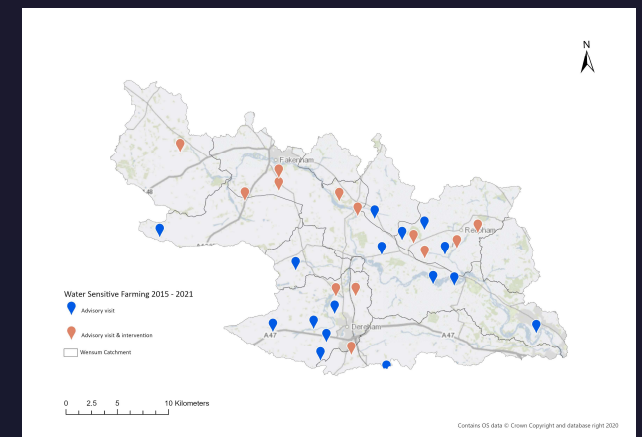 N
Fakenham
Reepham
Water Sensitive Farming 2015 - 2021
Advisory visit
Advisory visit & intervention
Wensum Catchment
Dereham
A47
A47
0 2.5 5 10 Kilometers
Contains OS data © Crown Copyright and database right 2020